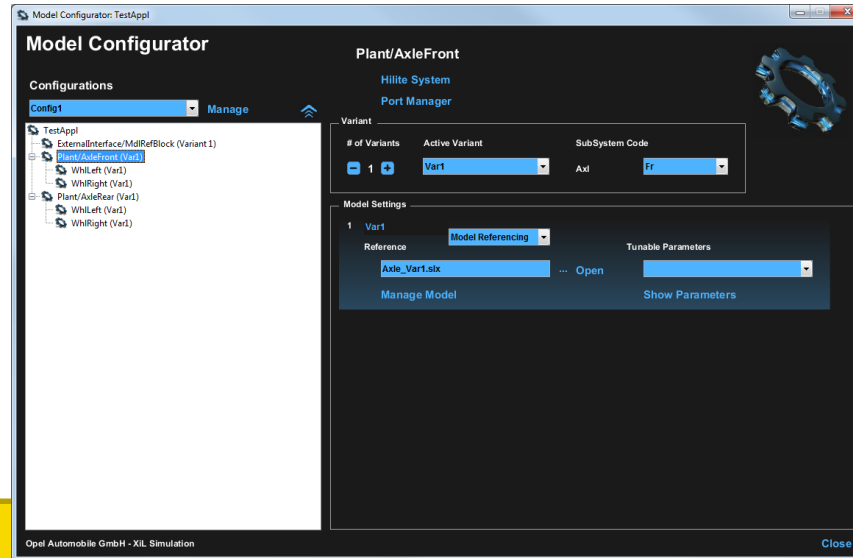 Model Configurator: TestAppl
Model Configurator
Configurations
Config1
Manage
TestAppl
ExternalInterface/MdlRefBlock (Variant 1)
Plant/AxleFront (Var1)
WhlLeft (Var1)
WhlRight (Var1)
Plant/AxleRear (Var1)
WhlLeft (Var1)
WhlRight (Var1)
Plant/AxleFront
Hilite System
Port Manager
Variant
# of Variants Active Variant SubSystem Code
1 Var1 Axl Fr
Model Settings
1 Var1
Model Referencing
Reference Tunable Parameters
Axle_Var1.slx ... Open
Manage Model Show Parameters
Opel Automobile GmbH - XiL Simulation
Close